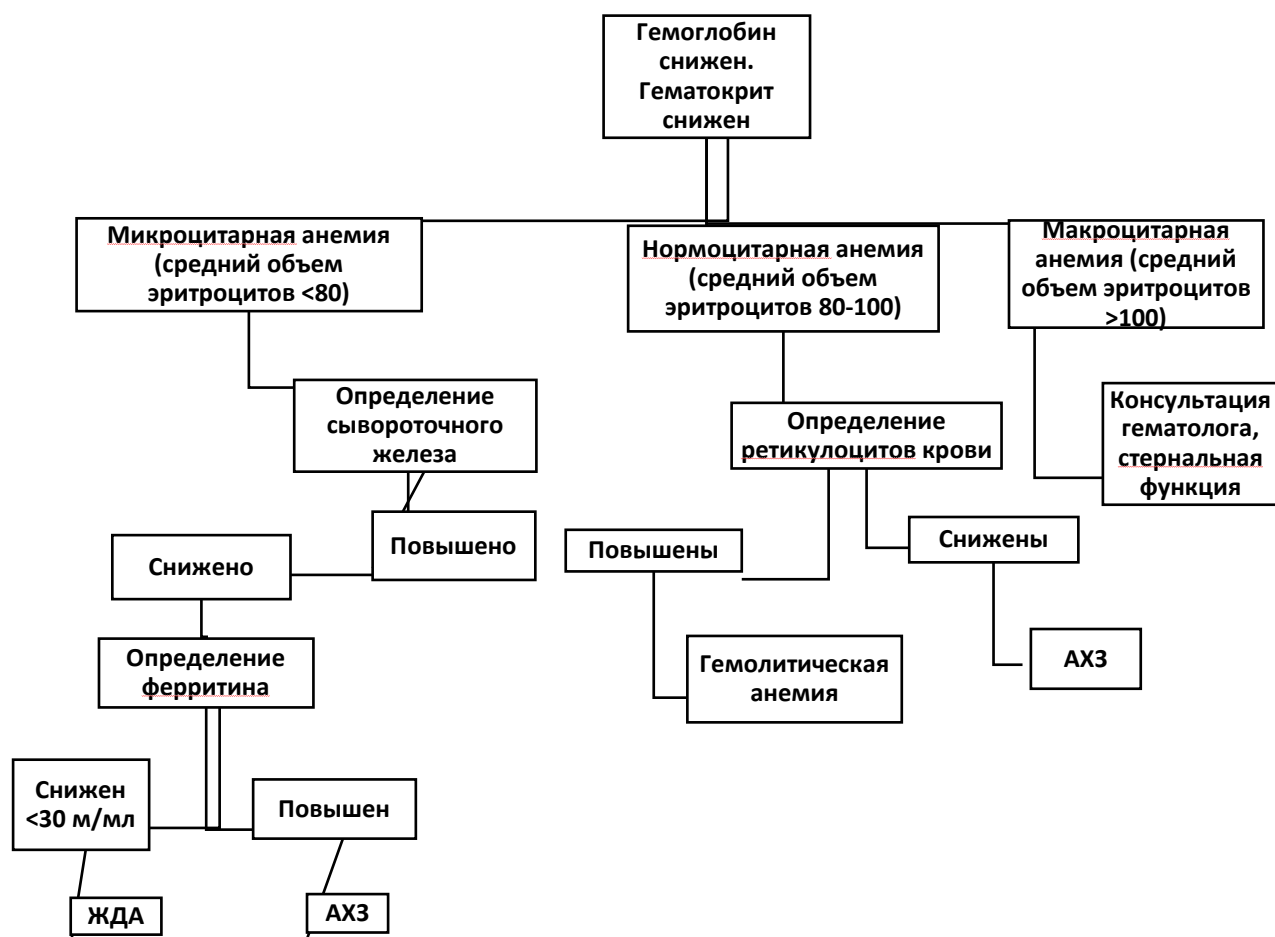 Гемоглобин
снижен.
Гематокрит
снижен
Микроцитарная анемия
(средний объем
эритроцитов <80)
Нормоцитарная анемия
(средний объем
эритроцитов 80-100)
Макроцитарная
анемия (средний
объем эритроцитов
>100)
Определение
сывороточного
железа
Определение
ретикулоцитов крови
Консультация
гематолога,
стернальная
функция
Снижено
Повышено
Повышены
Снижены
Определение
ферритина
Гемолитическая
анемия
АХЗ
Снижен
<30 м/мл
Повышен
ЖДА
АХЗ